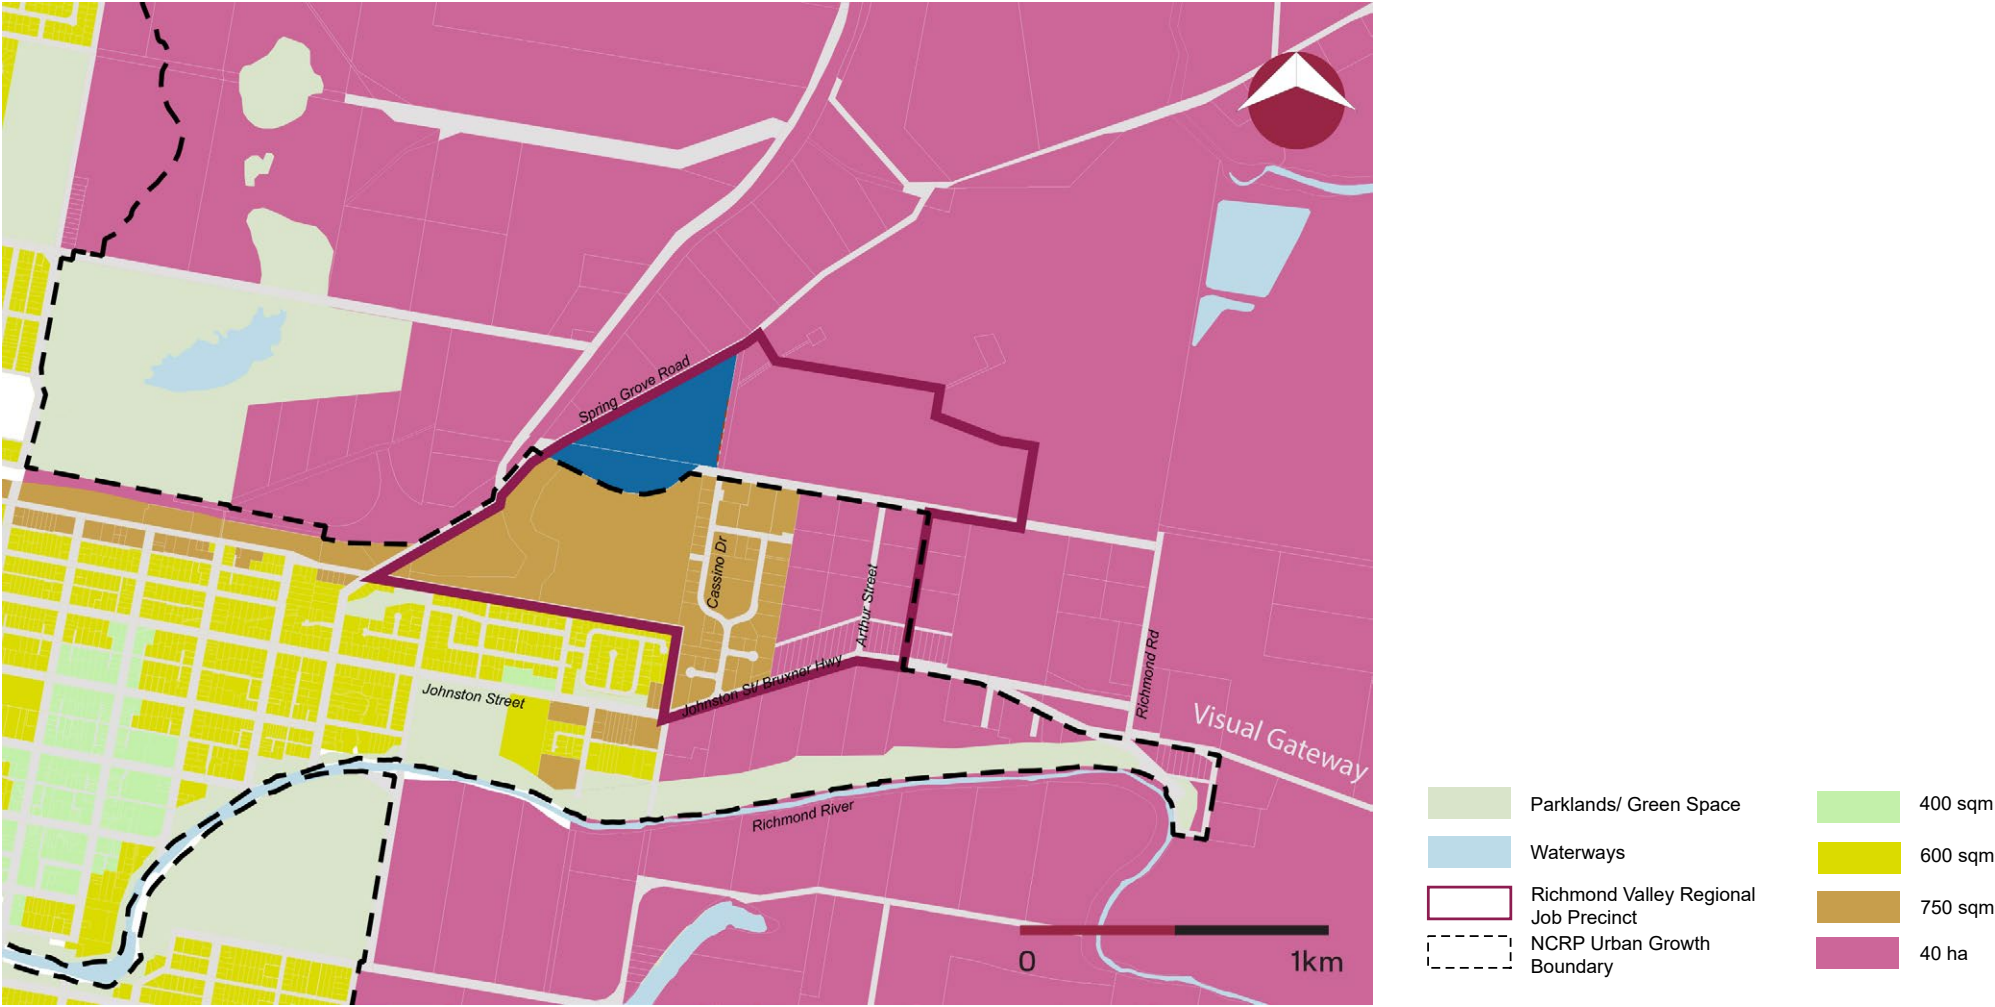 Spring Grove Road
Cassino Dr
Arthur Street
Johnston St/ Bruxner Hwy
Richmond Rd
Johnston Street
Visual Gateway
Richmond River
0
1km
Parklands/ Green Space
Waterways
Richmond Valley Regional
Job Precinct
NCRP Urban Growth
Boundary
400 sqm
600 sqm
750 sqm
40 ha